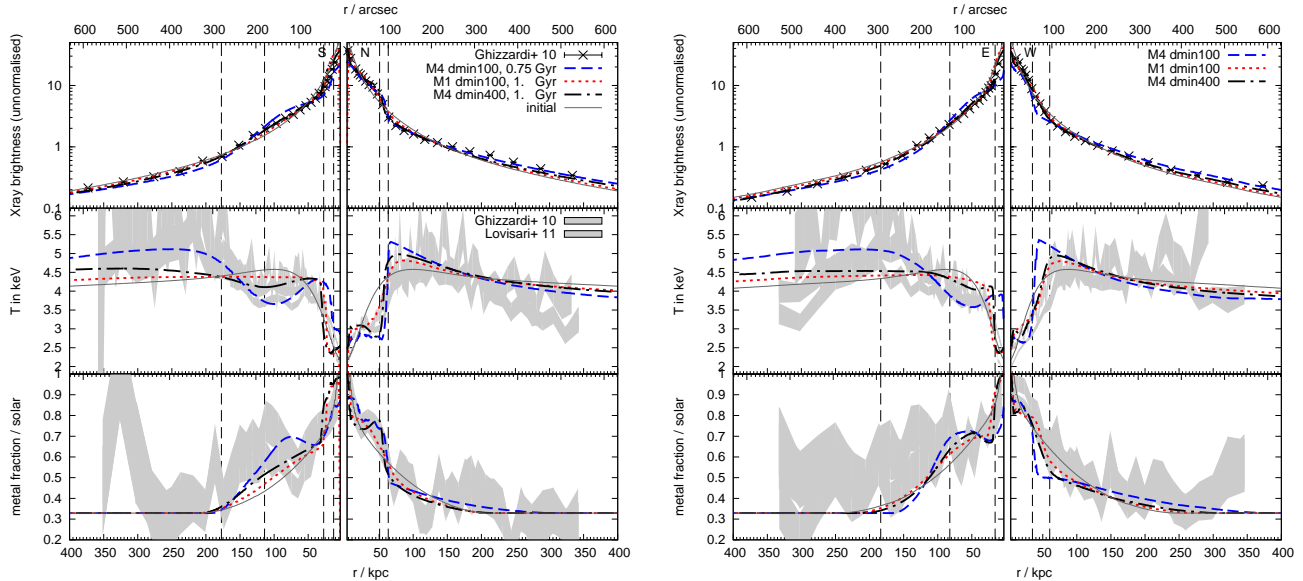 r / arcsec
600 500 400 300 200 100 100 200 300 400 500 600
S N
Ghizzardi+ 10
M4 dmin100, 0.75 Gyr
M1 dmin100, 1. Gyr
M4 dmin400, 1. Gyr
initial
Xray brightness (unnormalised)
10
1
0.1
Ghizzardi+ 10
Lovisari+ 11
T in keV
6
5.5
5
4.5
4
3.5
3
2.5
2
metal fraction / solar
1
0.9
0.8
0.7
0.6
0.5
0.4
0.3
0.2
400 350 300 250 200 150 100 50 50 100 150 200 250 300 350 400
r / kpc
r / arcsec
600 500 400 300 200 100 100 200 300 400 500 600
E W
M4 dmin100
M1 dmin100
M4 dmin400
Xray brightness (unnormalised)
10
1
0.1
T in keV
6
5.5
5
4.5
4
3.5
3
2.5
2
metal fraction / solar
1
0.9
0.8
0.7
0.6
0.5
0.4
0.3
0.2
400 350 300 250 200 150 100 50 50 100 150 200 250 300 350 400
r / kpc